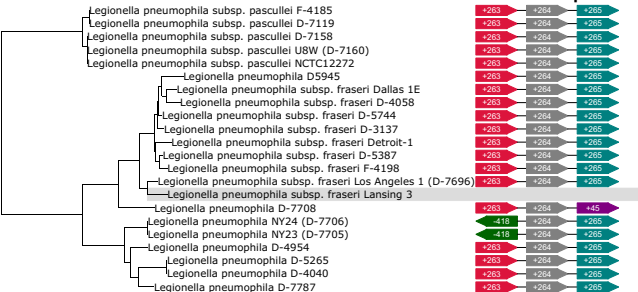 Legionella pneumophila subsp. pascullei F-4185 +263 +264 +265
Legionella pneumophila subsp. pascullei D-7119 +263 +264 +265
Legionella pneumophila subsp. pascullei D-7158 +263 +264 +265
Legionella pneumophila subsp. pascullei U8W (D-7160) +263 +264 +265
Legionella pneumophila subsp. pascullei NCTC12272 +263 +264 +265
Legionella pneumophila D5945 +263 +264 +265
Legionella pneumophila subsp. fraseri Dallas 1E +263 +264 +265
Legionella pneumophila subsp. fraseri D-4058 +263 +264 +265
Legionella pneumophila subsp. fraseri D-5744 +263 +264 +265
Legionella pneumophila subsp. fraseri D-3137 +263 +264 +265
Legionella pneumophila subsp. fraseri Detroit-1 +263 +264 +265
Legionella pneumophila subsp. fraseri D-5387 +263 +264 +265
Legionella pneumophila subsp. fraseri F-4198 +263 +264 +265
Legionella pneumophila subsp. fraseri Los Angeles 1 (D-7696) +263 +264 +265
Legionella pneumophila subsp. fraseri Lansing 3
Legionella pneumophila D-7708 +263 +264 +45
Legionella pneumophila NY24 (D-7706) -418 +264 +265
Legionella pneumophila NY23 (D-7705) -418 +264 +265
Legionella pneumophila D-4954 +263 +264 +265
Legionella pneumophila D-5265 +263 +264 +265
Legionella pneumophila D-4040 +263 +264 +265
Legionella pneumophila D-7787 +263 +264 +265